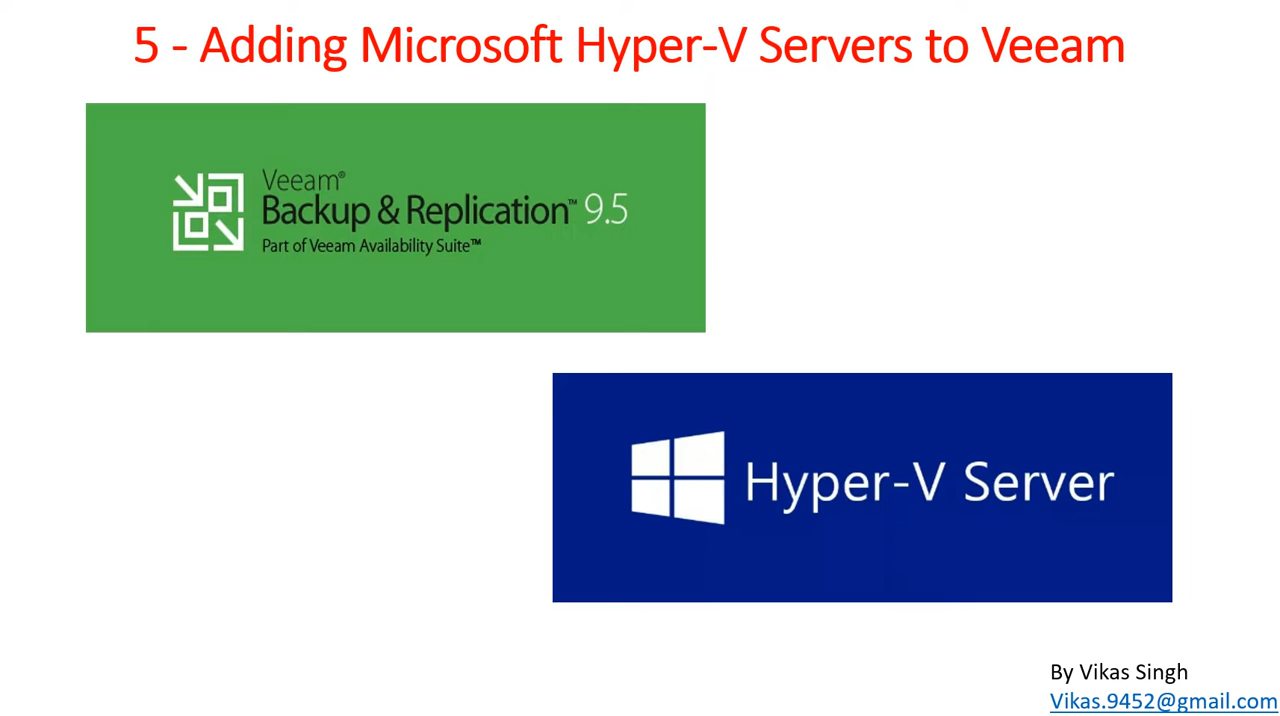 5 - Adding Microsoft Hyper-V Servers to Veeam
Veeam®
Backup & Replication™ 9.5
Part of Veeam Availability Suite™
Hyper-V Server
By Vikas Singh
Vikas.9452@gmail.com